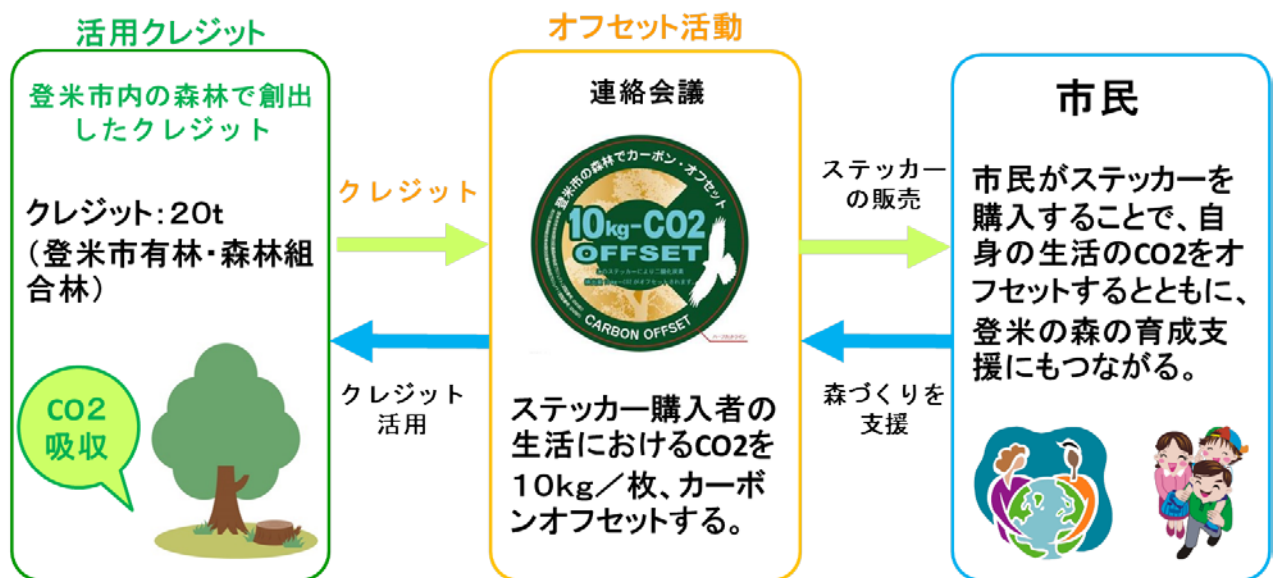 活用クレジット
登米市内の森林で創出
したクレジット
クレジット：２０t
（登米市有林・森林組
合林）
CO2
吸収
クレジット
クレジット
活用
オフセット活動
連絡会議
登米市の森林でカーボン・オフセット
10kg-CO2
OFFSET
CARBON OFFSET
ステッカー購入者の
生活におけるCO2を
１０kg／枚、カーボ
ンオフセットする。
ステッカー
の販売
森づくりを
支援
市民
市民がステッカーを
購入することで、自
身の生活のCO2をオ
フセットするとともに、
登米の森の育成支
援にもつながる。